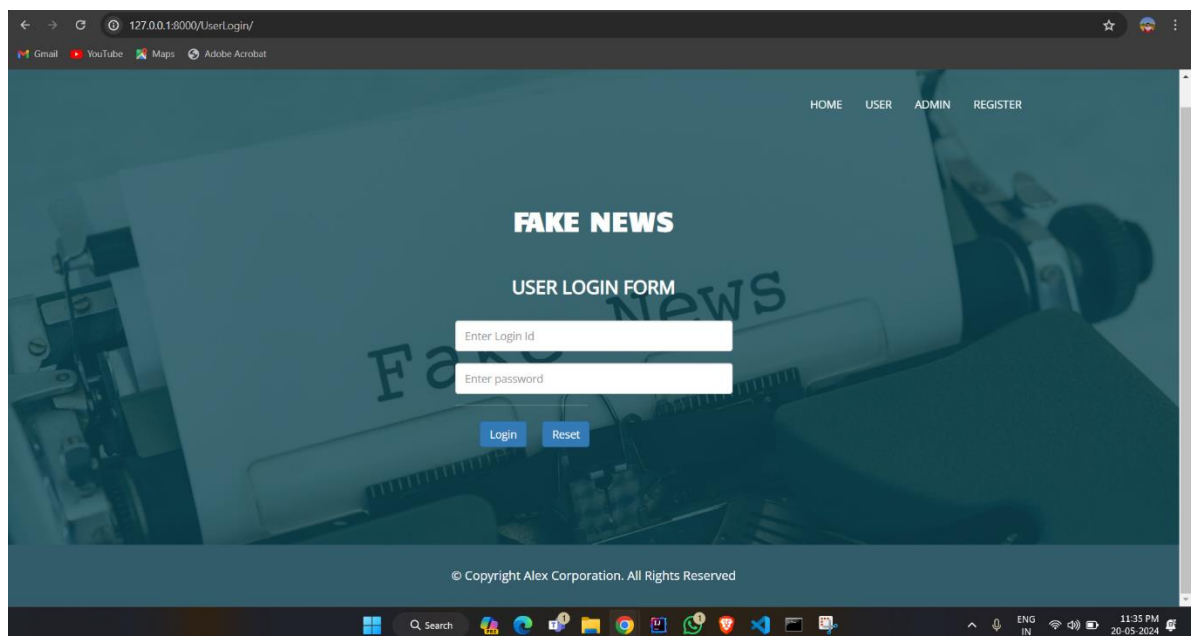 127.0.0.1:8000/UserLogin/
Gmail YouTube Maps Adobe Acrobat
HOME USER ADMIN REGISTER
FAKE NEWS
USER LOGIN FORM
Fake News
Enter Login Id
Enter password
Login Reset
© Copyright Alex Corporation. All Rights Reserved
Search
ENG
IN
11:35 PM
20-05-2024